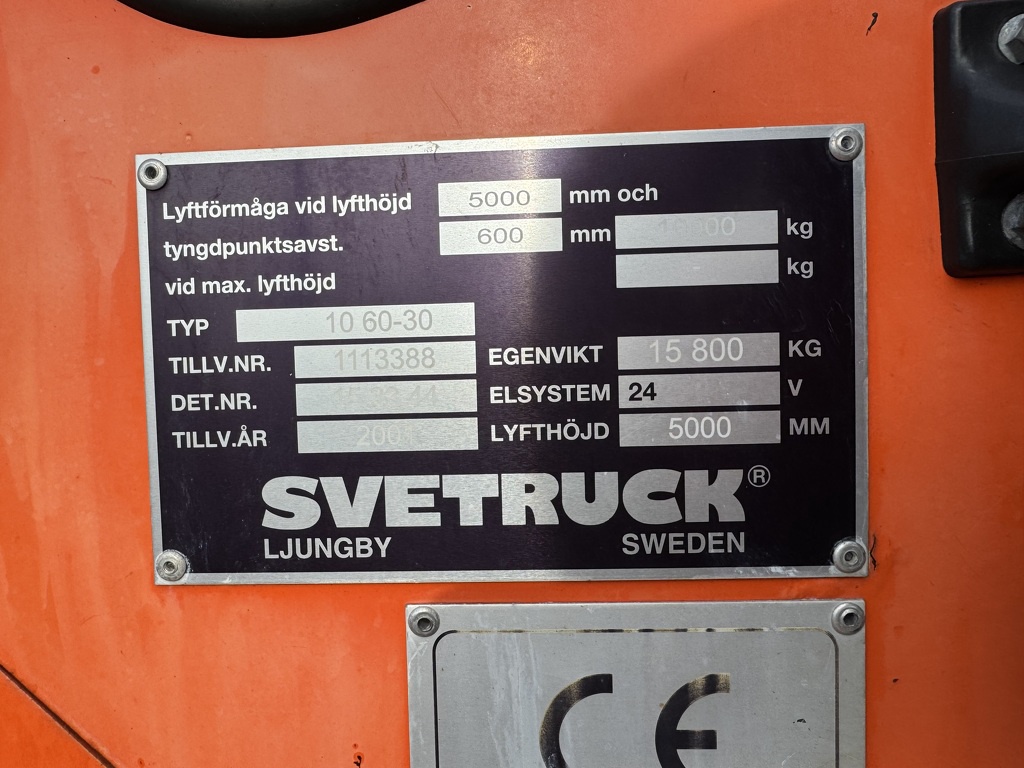 Lyftförmåga vid lyfthöjd 5000 mm och
tyngdpunktsavst. 600 mm kg
vid max. lyfthöjd kg
TYP 10 60-30
TILLV.NR. 1113388 EGENVIKT 15 800 KG
DET.NR. ELSYSTEM 24 V
TILLV.ÅR LYFTHÖJD 5000 MM
SVETRUCK®
LJUNGBY SWEDEN
CE